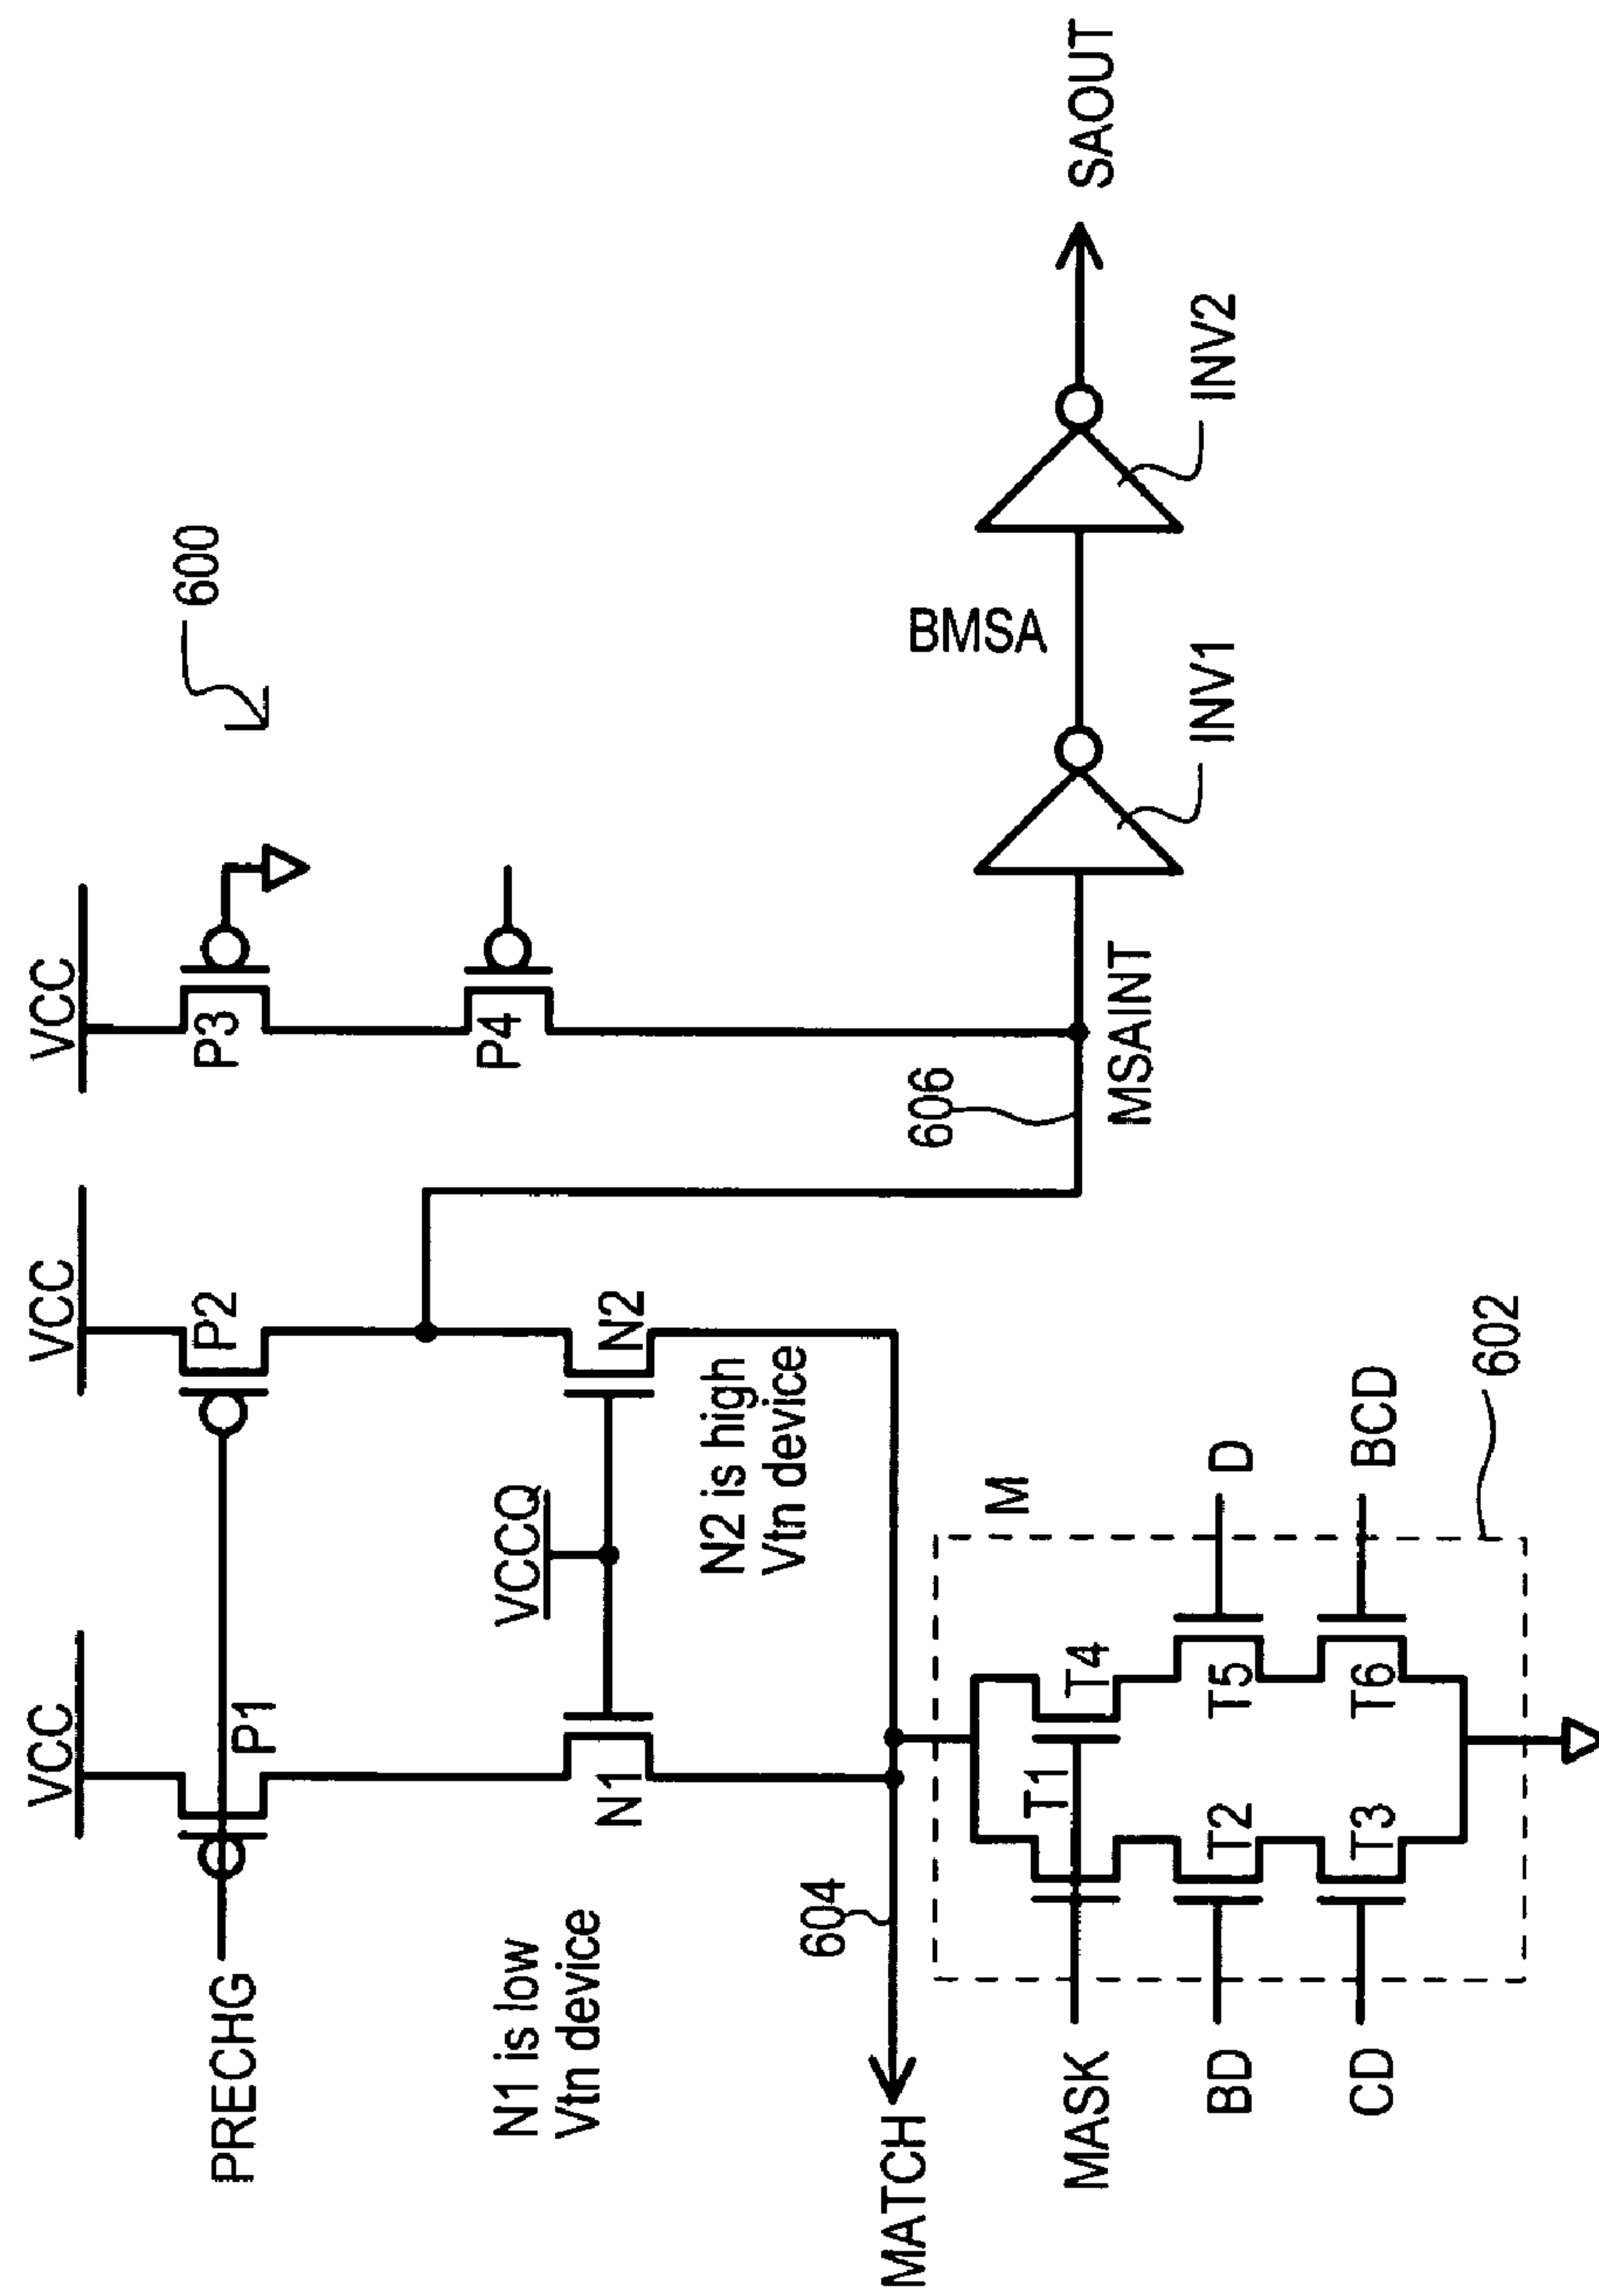 600
VCC
VCC
VCC
PRECHG
P1
P2
P3
P4
VCCQ
N1
N2
N1 is low
Vtn device
N2 is high
Vtn device
604
606
MATCH
MSAINT
BMSA
SAOUT
INV1
INV2
M
MASK
T1
T4
BD
T2
T5
D
CD
T3
T6
BCD
602